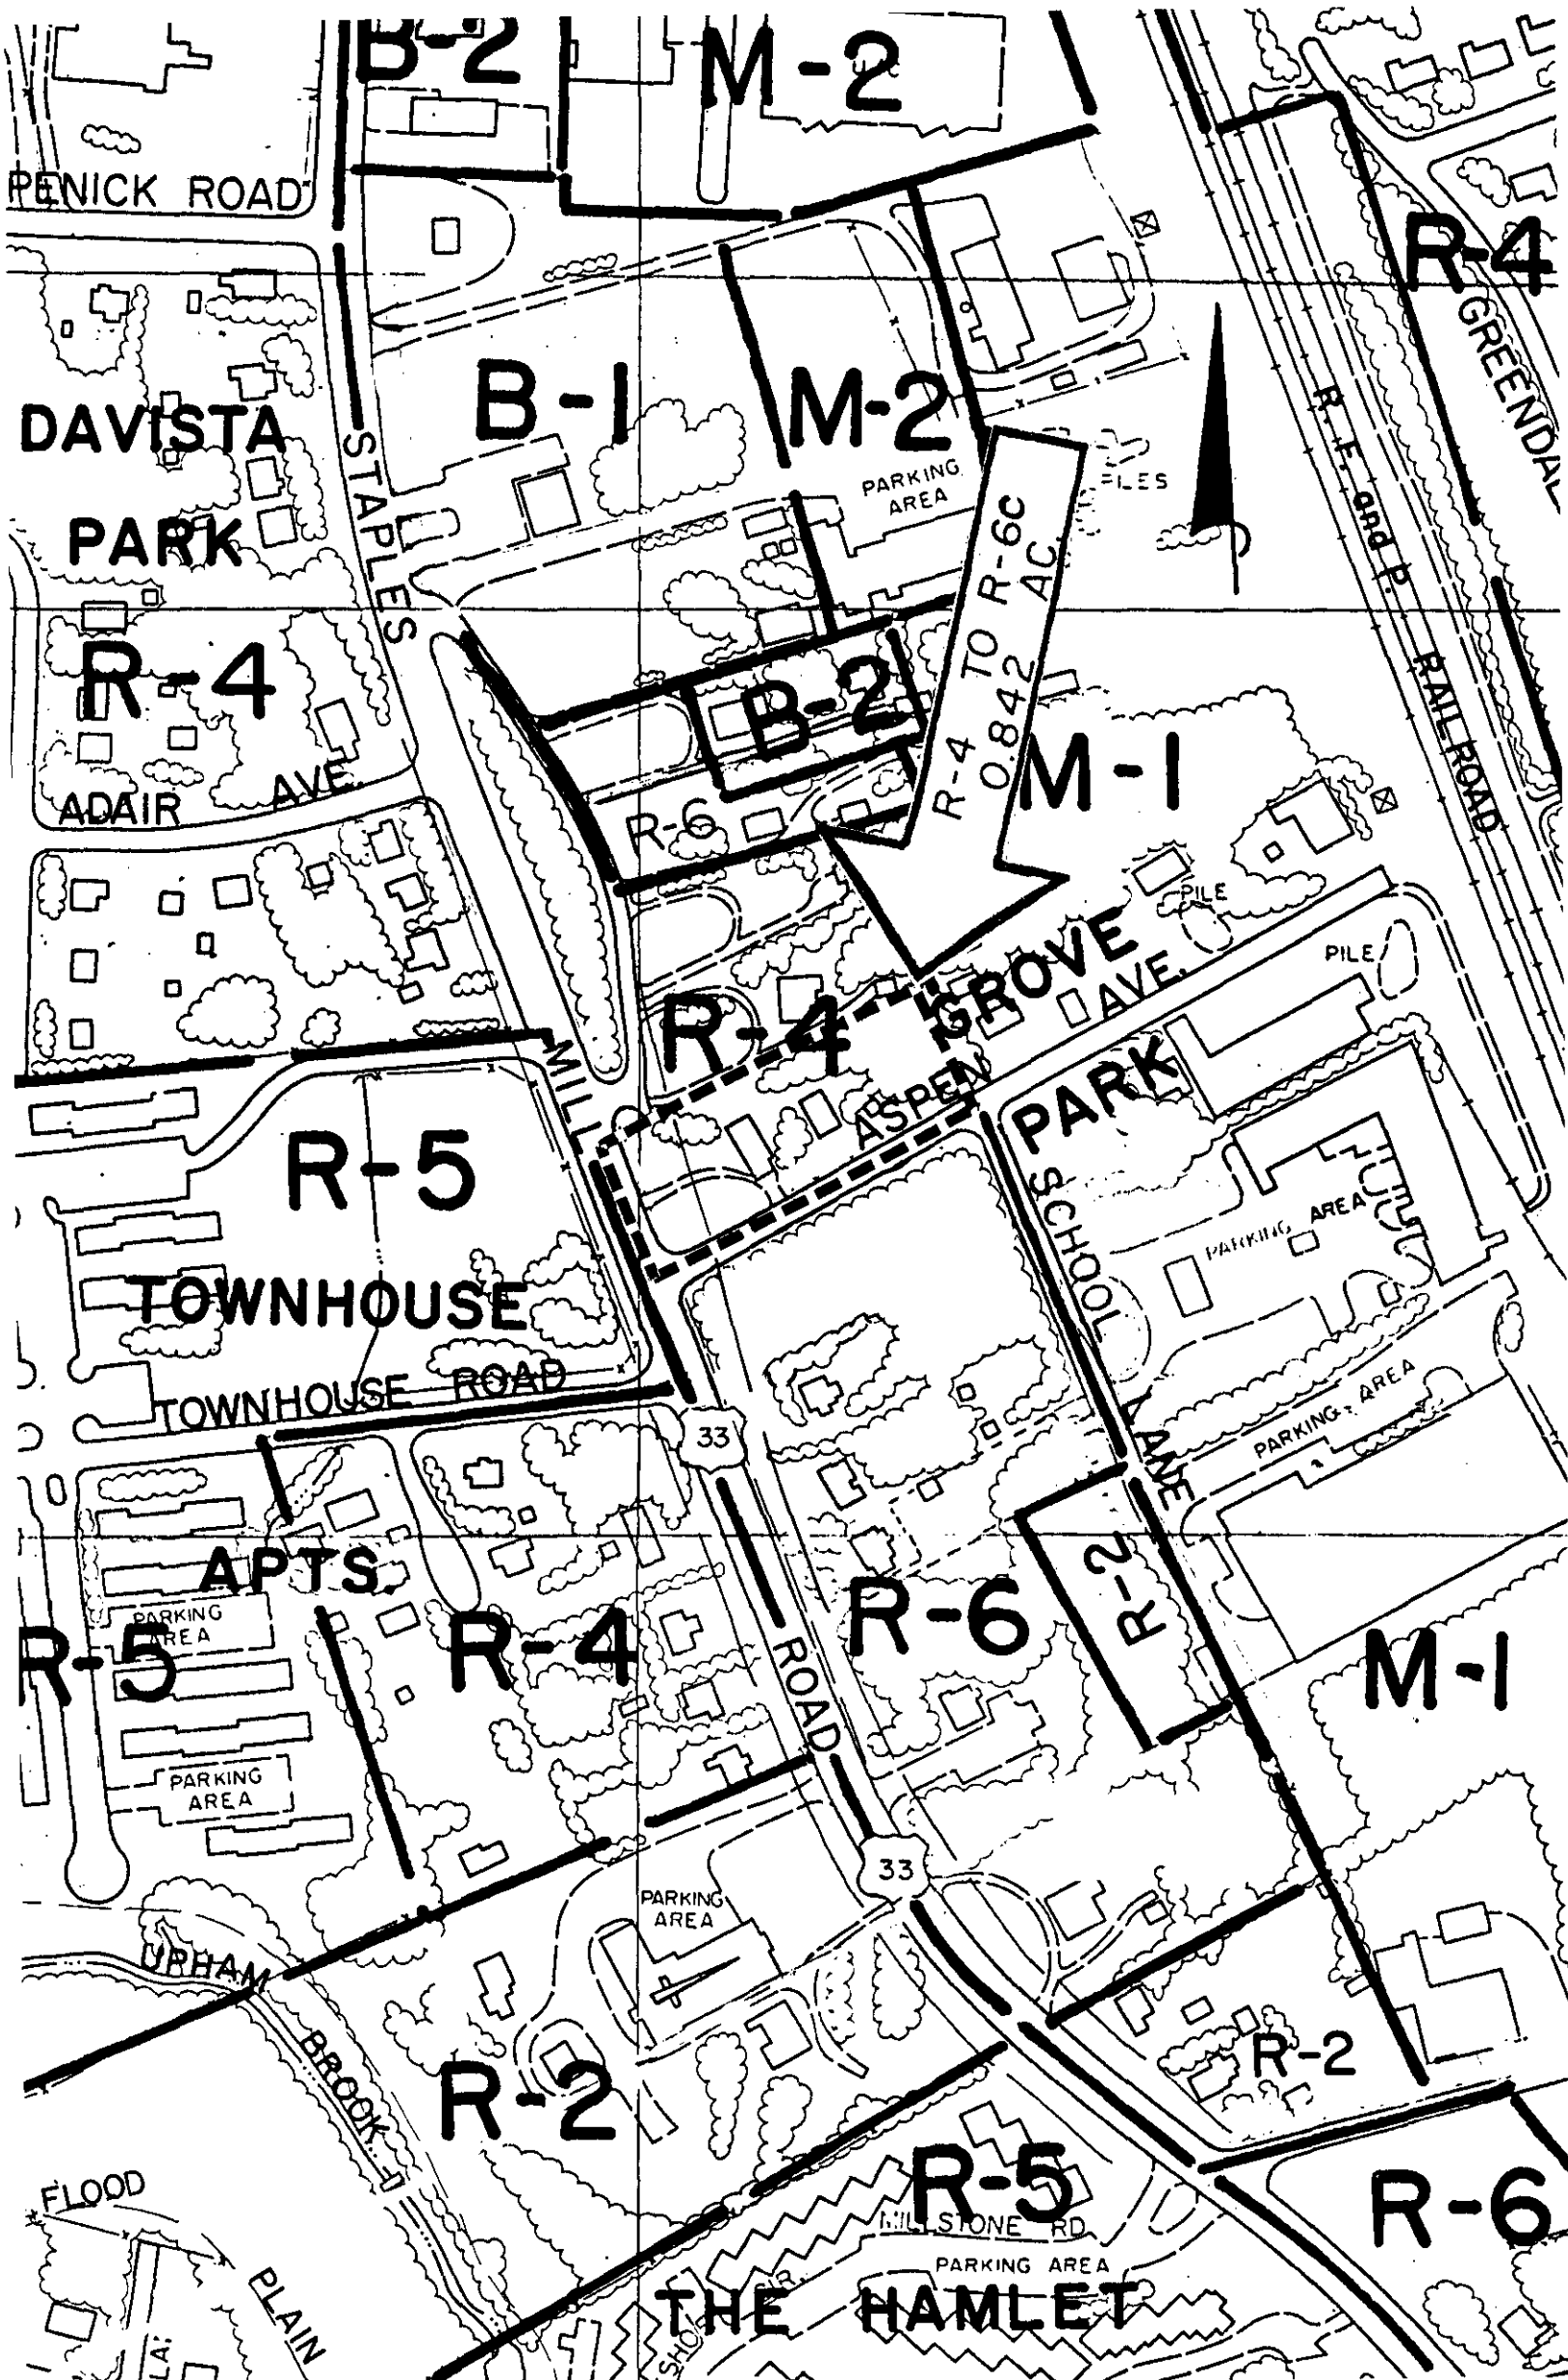 B-2
M-2
PENICK ROAD
R-4
GREENDAL
B-1
M-2
DAVISTA
PARK
STAPLES
PARKING
AREA
PILES
R. F. and P. RAILROAD
R-4 TO R-6C
0.842 AC.
R-4
B-2
M-1
ADAIR AVE.
R-6
PILE
PILE
GROVE
PARK
R-4
ASPEN AVE.
MILL
R-5
SCHOOL
PARKING AREA
TOWNHOUSE
TOWNHOUSE ROAD
33
PARKING AREA
LANE
APTS.
R-2
R-6
PARKING
AREA
R-5
R-4
M-1
ROAD
PARKING
AREA
33
PARKING
AREA
URHAM
BROOK
R-2
R-2
R-5
FLOOD
PLAIN
MILLSTONE RD
R-6
PARKING AREA
THE HAMLET
LA.